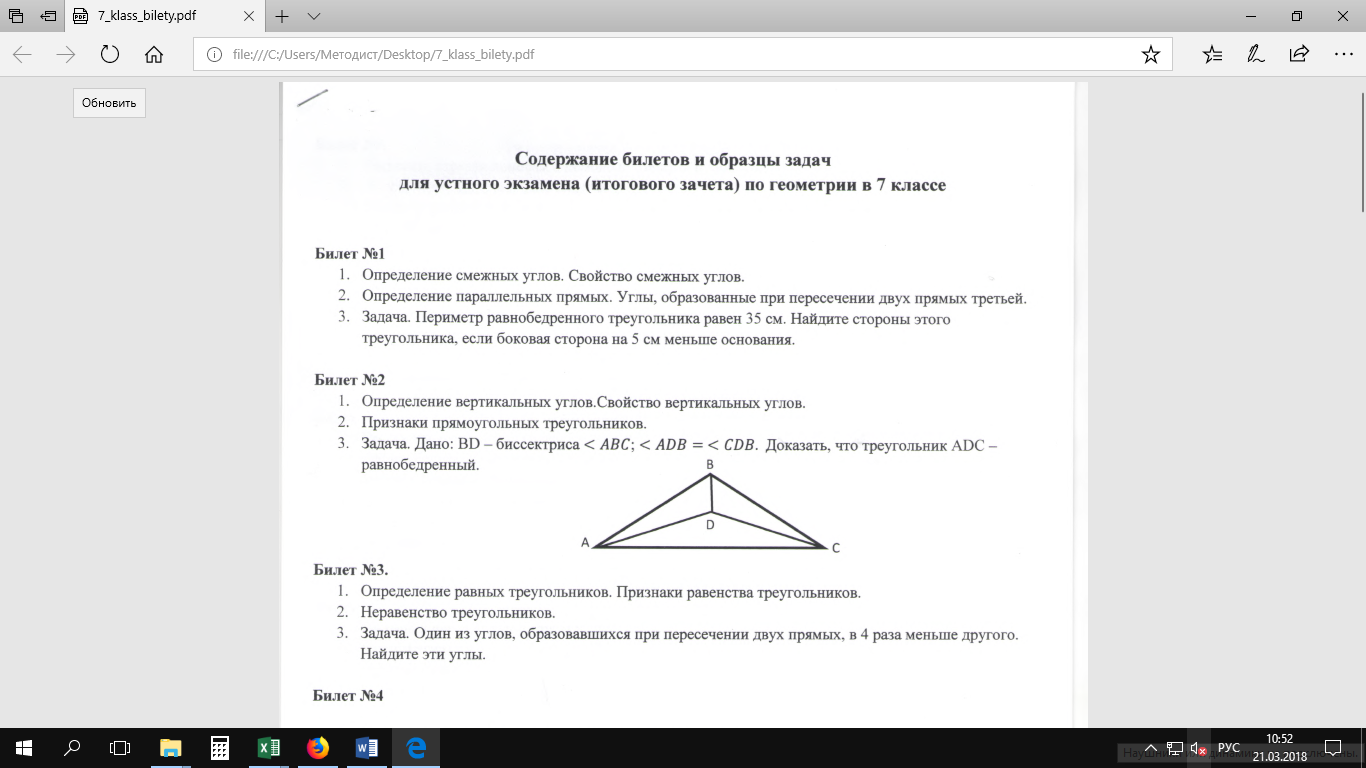 7_klass_bilety.pdf
file:///C:/Users/Методист/Desktop/7_klass_bilety.pdf
Обновить
Содержание билетов и образцы задач
для устного экзамена (итогового зачета) по геометрии в 7 классе
Билет №1
1. Определение смежных углов. Свойство смежных углов.
2. Определение параллельных прямых. Углы, образованные при пересечении двух прямых третьей.
3. Задача. Периметр равнобедренного треугольника равен 35 см. Найдите стороны этого
треугольника, если боковая сторона на 5 см меньше основания.
Билет №2
1. Определение вертикальных углов.Свойство вертикальных углов.
2. Признаки прямоугольных треугольников.
3. Задача. Дано: BD – биссектриса < ABC; < ADB = < CDB. Доказать, что треугольник ADC –
равнобедренный.
B
D
A
C
Билет №3.
1. Определение равных треугольников. Признаки равенства треугольников.
2. Неравенство треугольников.
3. Задача. Один из углов, образовавшихся при пересечении двух прямых, в 4 раза меньше другого.
Найдите эти углы.
Билет №4
РУС
10:52
21.03.2018